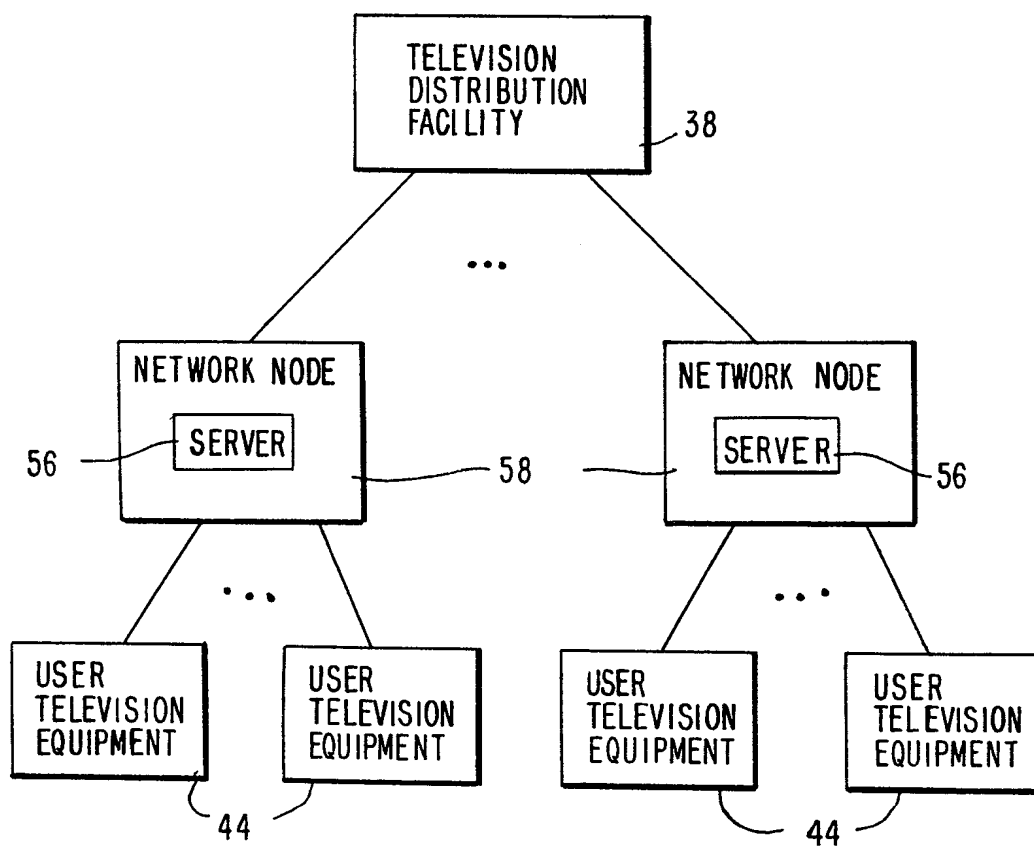 TELEVISION
DISTRIBUTION
FACILITY
38
NETWORK NODE
SERVER
56
58
NETWORK NODE
SERVER
56
USER
TELEVISION
EQUIPMENT
USER
TELEVISION
EQUIPMENT
44
USER
TELEVISION
EQUIPMENT
USER
TELEVISION
EQUIPMENT
44